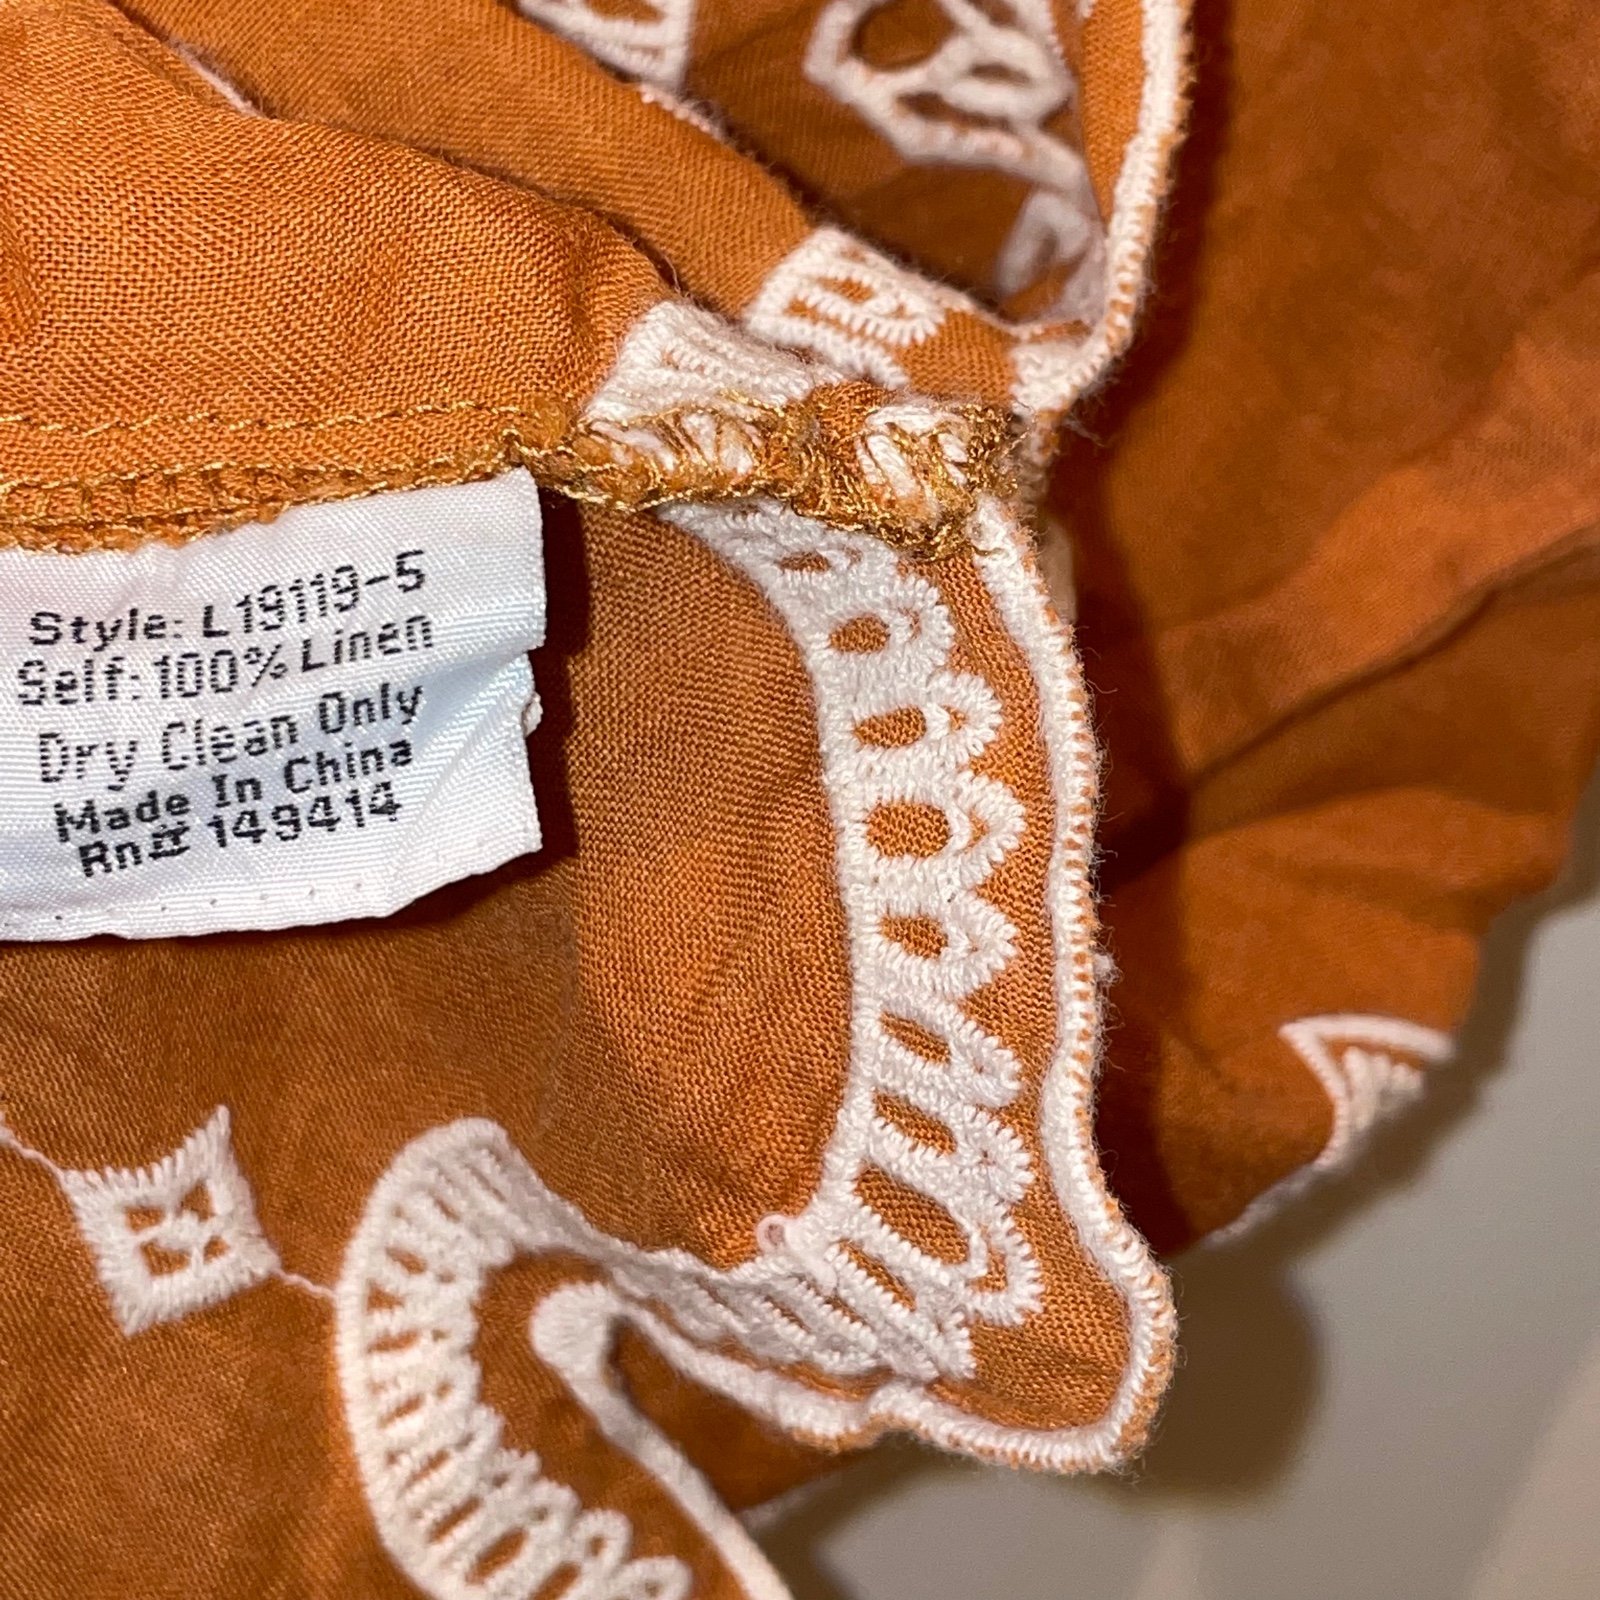 Style: L19119-5
Self: 100% Linen
Dry Clean Only
Made In China
Rn# 149414